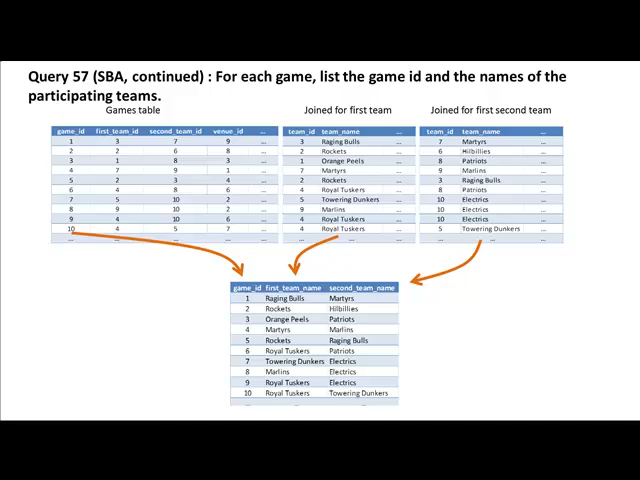 Query 57 (SBA, continued) : For each game, list the game id and the names of the
participating teams.
Games table
Joined for first team
Joined for first second team
game_id first_team_id second_team_id venue_id ...
1 3 7 9 ...
2 2 6 8 ...
3 1 8 3 ...
4 7 9 1 ...
5 2 3 4 ...
6 4 8 6 ...
7 5 10 2 ...
8 9 10 2 ...
9 4 10 6 ...
10 4 5 7 ...
... ... ... ... ...
team_id team_name ...
3 Raging Bulls ...
2 Rockets ...
1 Orange Peels ...
7 Martyrs ...
2 Rockets ...
4 Royal Tuskers ...
5 Towering Dunkers ...
9 Marlins ...
4 Royal Tuskers ...
4 Royal Tuskers ...
... ... ...
team_id team_name ...
7 Martyrs ...
6 Hilbillies ...
8 Patriots ...
9 Marlins ...
3 Raging Bulls ...
8 Patriots ...
10 Electrics ...
10 Electrics ...
10 Electrics ...
5 Towering Dunkers ...
... ... ...
game_id first_team_name second_team_name
1 Raging Bulls Martyrs
2 Rockets Hilbillies
3 Orange Peels Patriots
4 Martyrs Marlins
5 Rockets Raging Bulls
6 Royal Tuskers Patriots
7 Towering Dunkers Electrics
8 Marlins Electrics
9 Royal Tuskers Electrics
10 Royal Tuskers Towering Dunkers
... ... ...